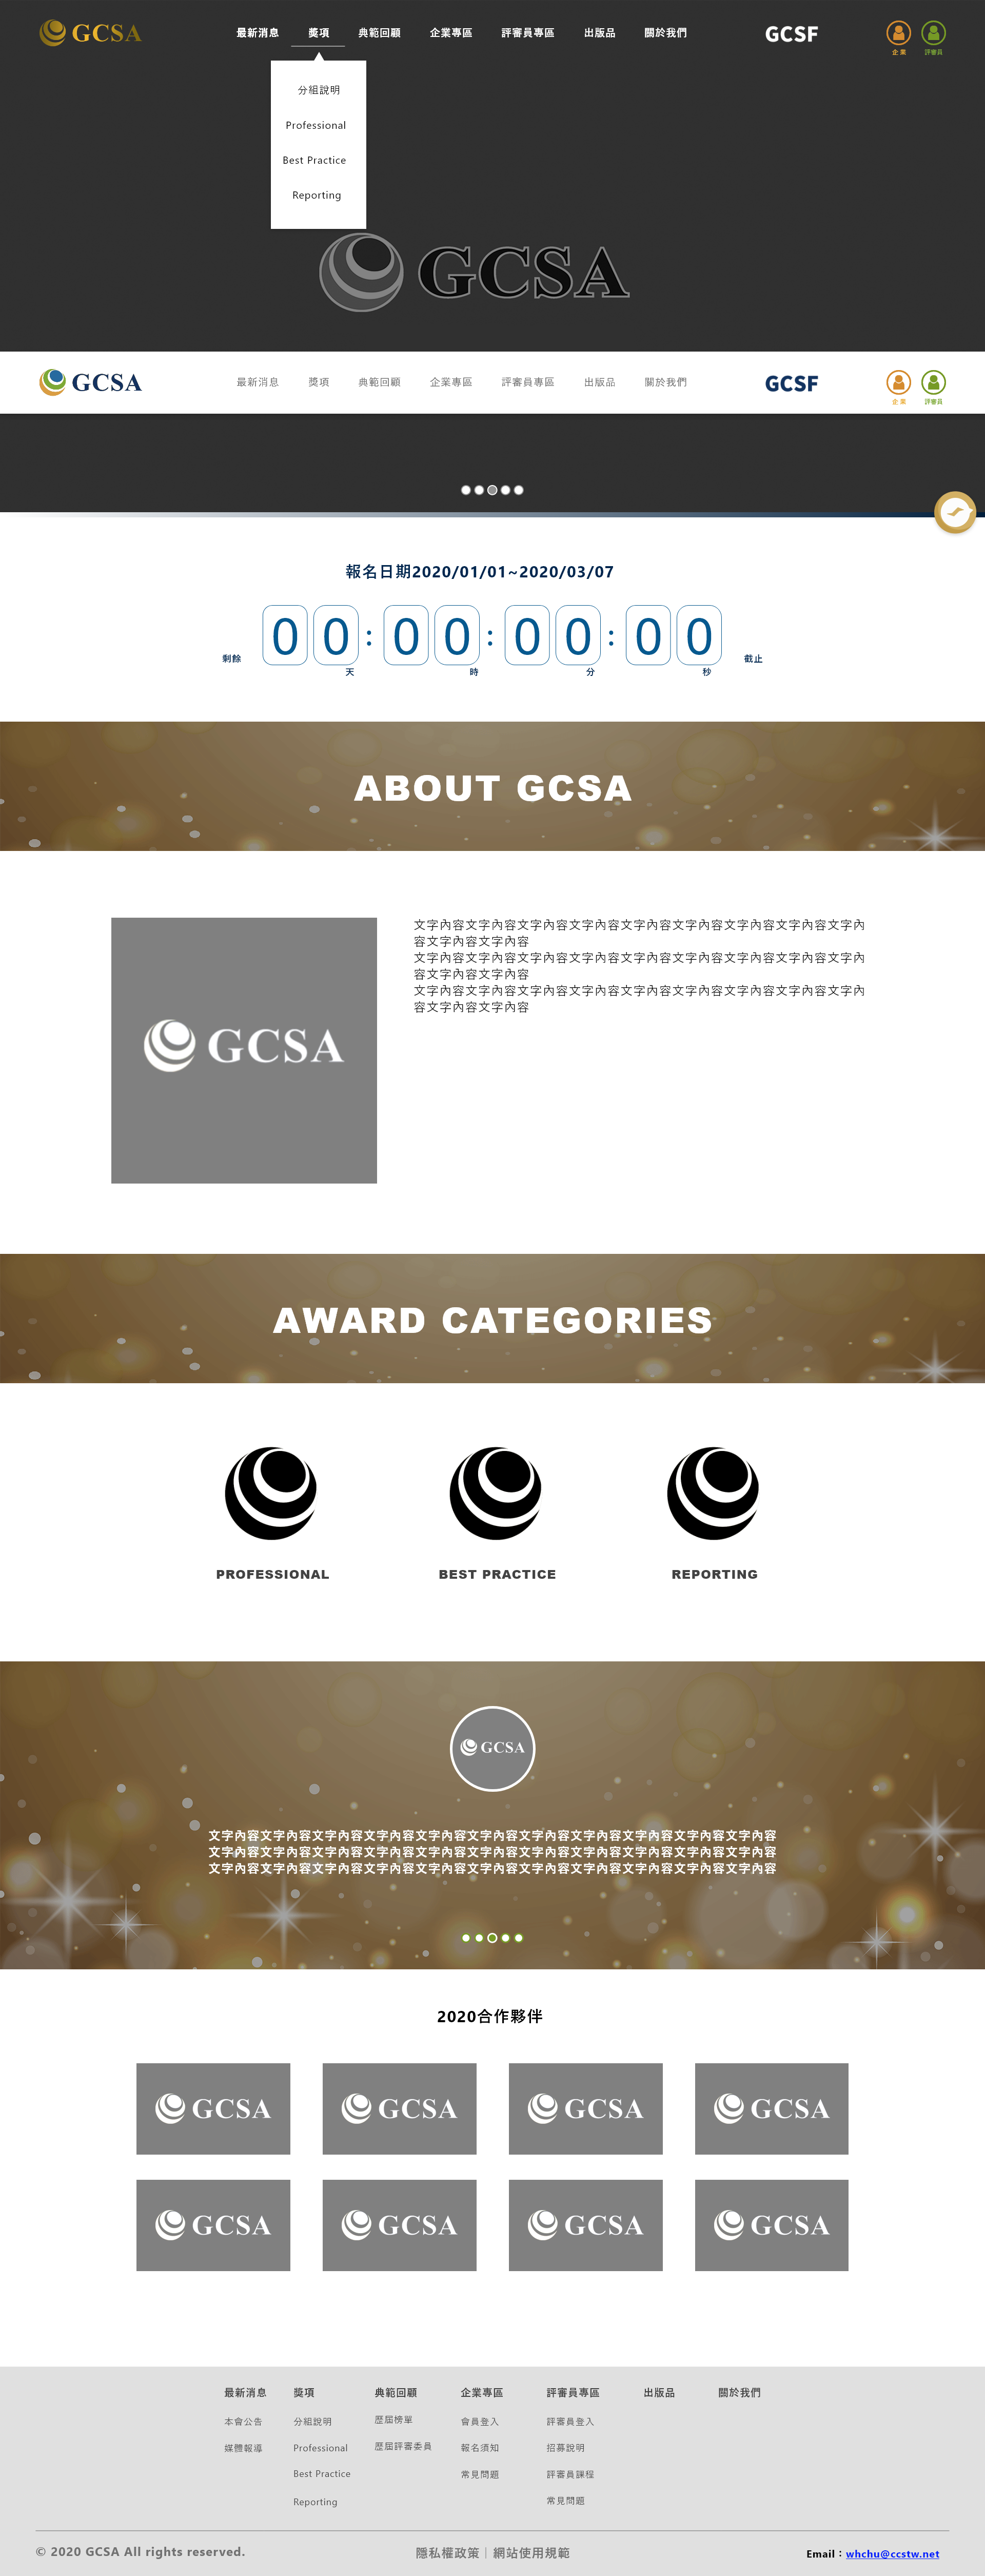 GCSA
最新消息 獎項 典範回顧 企業專區 評審員專區 出版品 關於我們
GCSF
企業 評審員
分組說明
Professional
Best Practice
Reporting
GCSA
GCSA
最新消息 獎項 典範回顧 企業專區 評審員專區 出版品 關於我們
GCSF
企業 評審員
報名日期2020/01/01~2020/03/07
剩餘 00:00:00:00 截止
天 時 分 秒
ABOUT GCSA
GCSA
文字內容文字內容文字內容文字內容文字內容文字內容文字內容文字內容文字內
容文字內容文字內容
文字內容文字內容文字內容文字內容文字內容文字內容文字內容文字內容文字內
容文字內容文字內容
文字內容文字內容文字內容文字內容文字內容文字內容文字內容文字內容文字內
容文字內容文字內容
AWARD CATEGORIES
PROFESSIONAL BEST PRACTICE REPORTING
GCSA
文字內容文字內容文字內容文字內容文字內容文字內容文字內容文字內容文字內容文字內容文字內容
文字內容文字內容文字內容文字內容文字內容文字內容文字內容文字內容文字內容文字內容文字內容
文字內容文字內容文字內容文字內容文字內容文字內容文字內容文字內容文字內容文字內容文字內容
2020合作夥伴
GCSA GCSA GCSA GCSA
GCSA GCSA GCSA GCSA
最新消息
本會公告
媒體報導
獎項
分組說明
Professional
Best Practice
Reporting
典範回顧
歷屆榜單
歷屆評審委員
企業專區
會員登入
報名須知
常見問題
評審員專區
評審員登入
招募說明
評審員課程
常見問題
出版品
關於我們
© 2020 GCSA All rights reserved.
隱私權政策｜網站使用規範
Email：whchu@ccstw.net